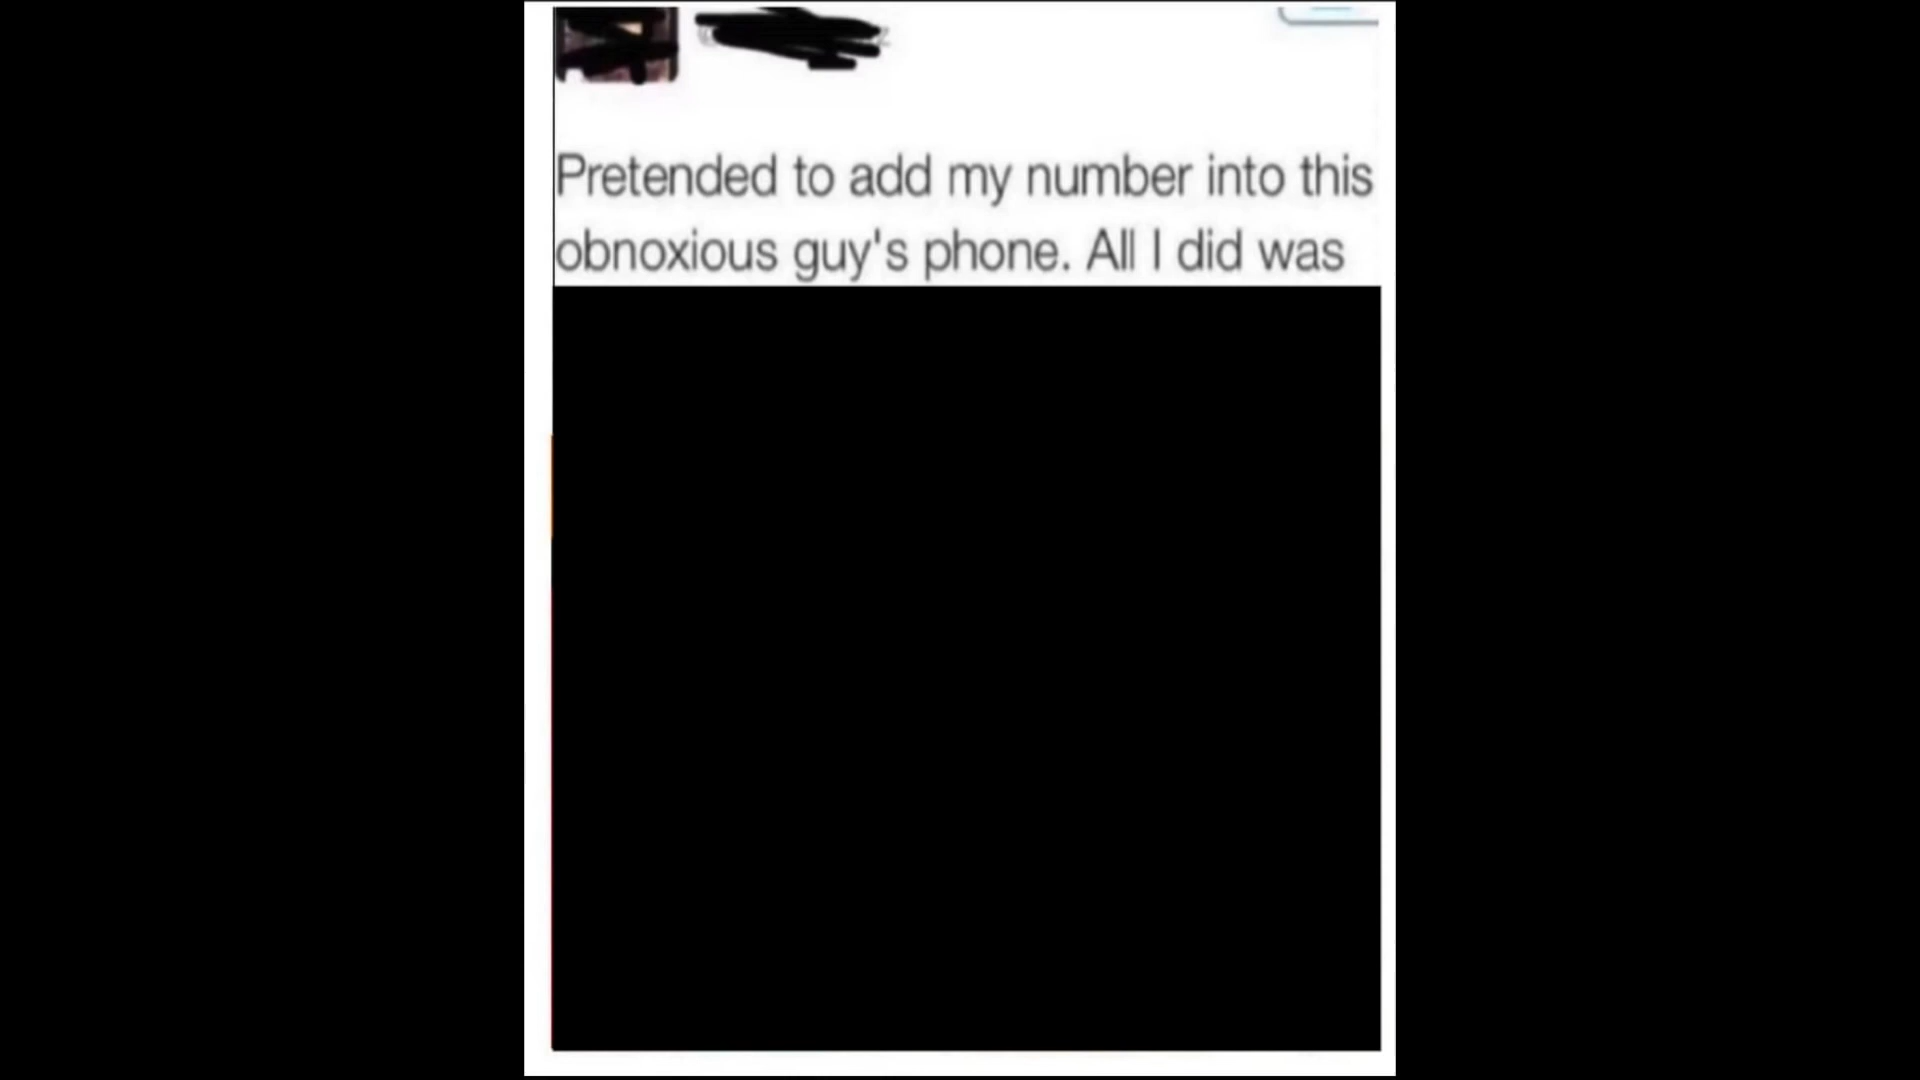 Pretended to add my number into this
obnoxious guy's phone. All I did was